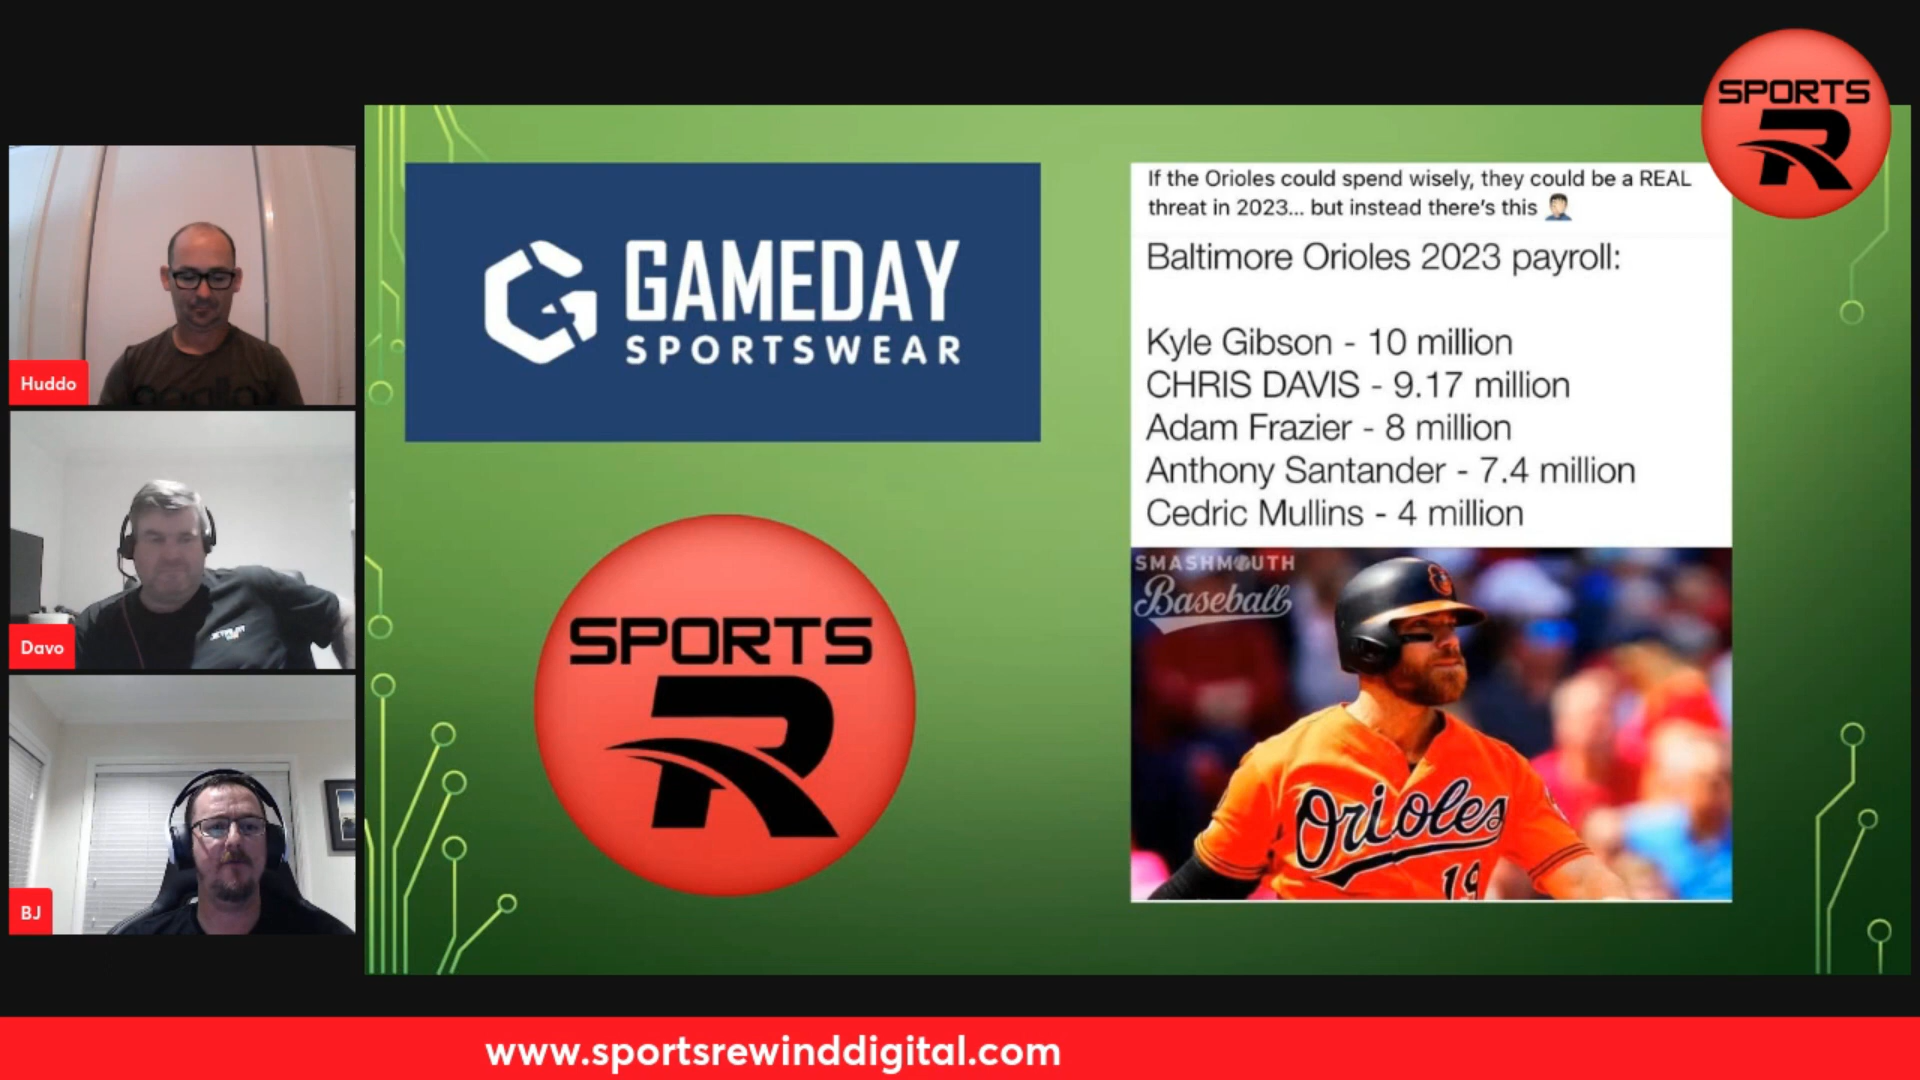 SPORTS
R
GAMEDAY
SPORTSWEAR
If the Orioles could spend wisely, they could be a REAL
threat in 2023... but instead there's this
Baltimore Orioles 2023 payroll:
Kyle Gibson - 10 million
CHRIS DAVIS - 9.17 million
Adam Frazier - 8 million
Anthony Santander - 7.4 million
Cedric Mullins - 4 million
SMASHMOUTH
Baseball
Orioles
19
SPORTS
R
Huddo
Davo
BJ
www.sportsrewinddigital.com